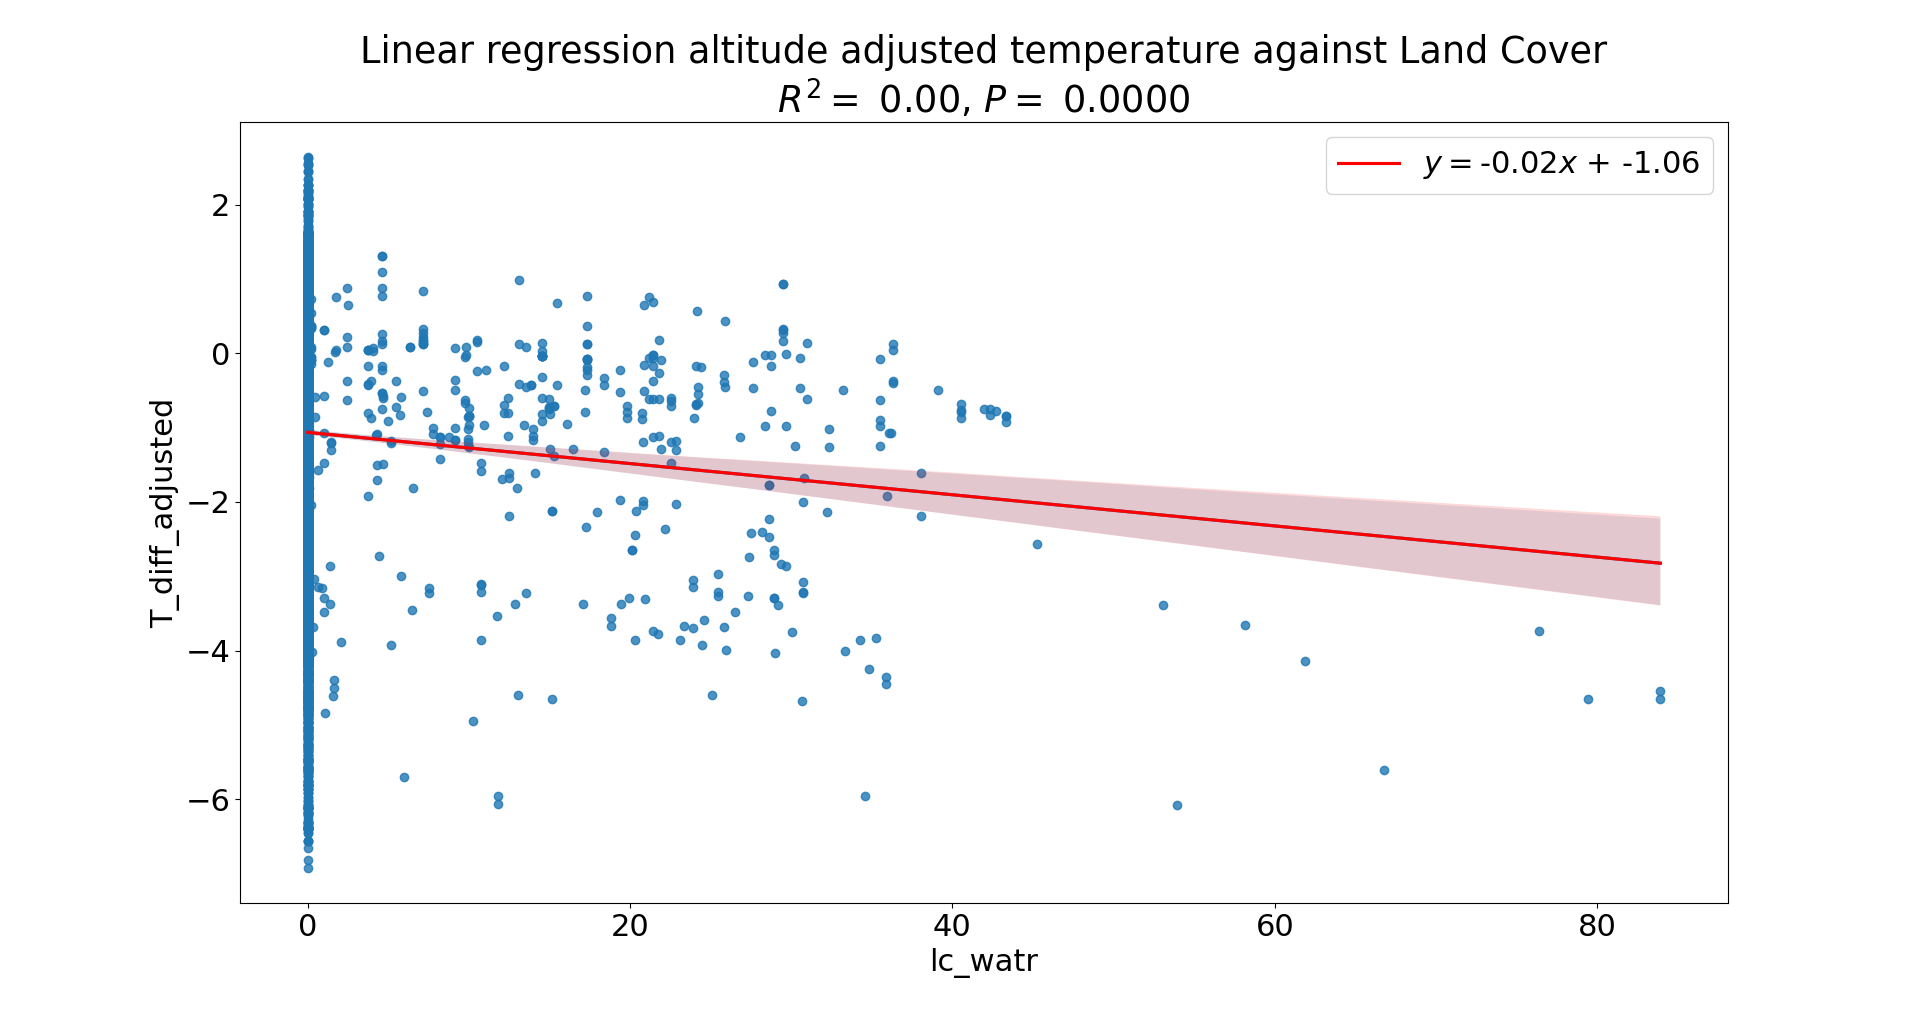 Linear regression altitude adjusted temperature against Land Cover
R² = 0.00, P = 0.0000
y = -0.02x + -1.06
T_diff_adjusted
2
0
−2
−4
−6
0 20 40 60 80
lc_watr